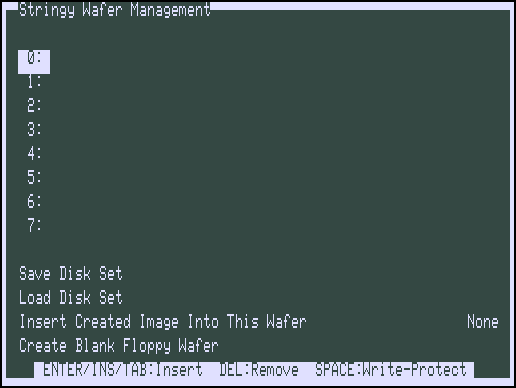 Stringy Wafer Management
0:
1:
2:
3:
4:
5:
6:
7:
Save Disk Set
Load Disk Set
Insert Created Image Into This Wafer None
Create Blank Floppy Wafer
ENTER/INS/TAB:Insert DEL:Remove SPACE:Write-Protect